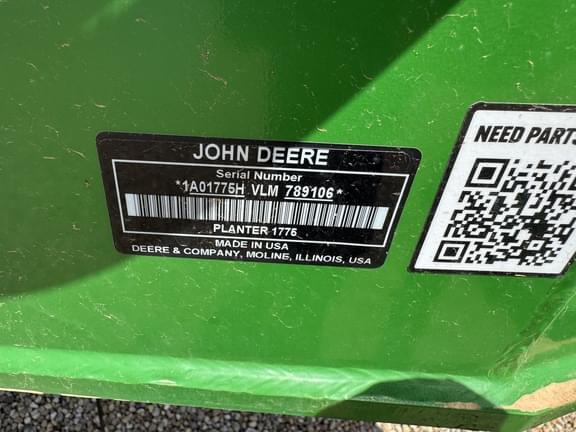 JOHN DEERE
Serial Number
*1A01775H VLM 789106*
PLANTER 1775
MADE IN USA
DEERE & COMPANY, MOLINE, ILLINOIS, USA
NEED PARTS